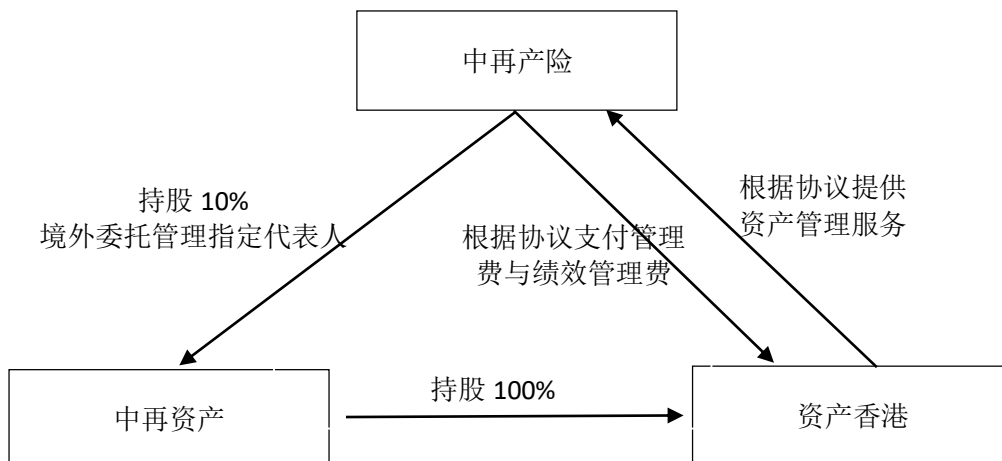 中再产险
持股 10%
境外委托管理指定代表人
根据协议支付管理
费与绩效管理费
根据协议提供
资产管理服务
中再资产
持股 100%
资产香港